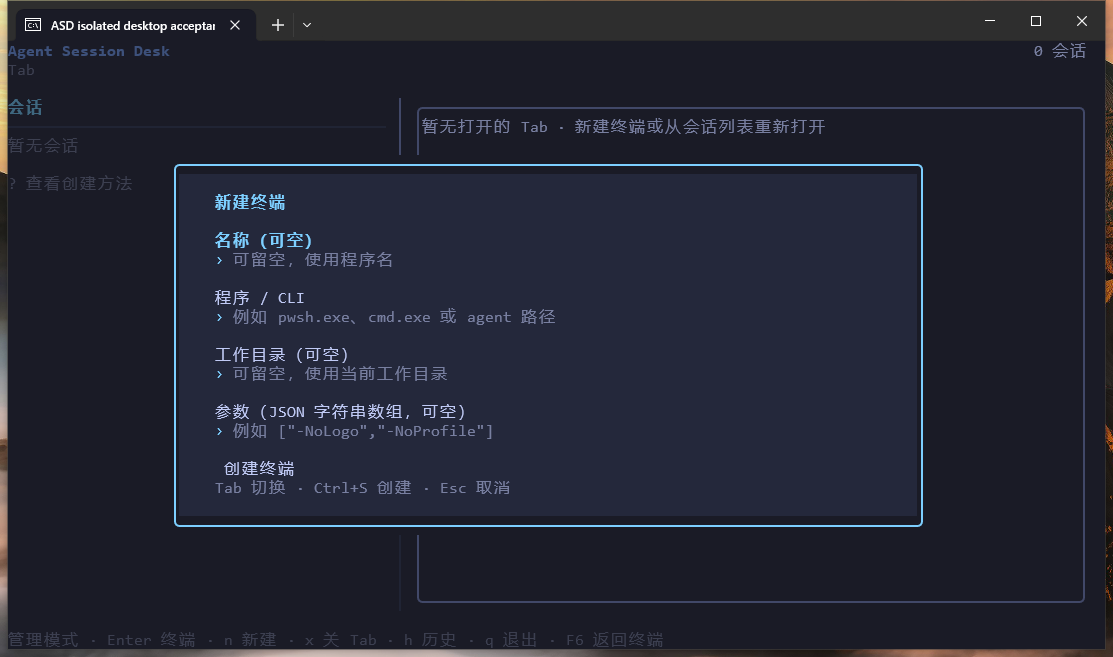 ASD isolated desktop acceptar
Agent Session Desk
0 会话
Tab
会话
暂无会话
? 查看创建方法
暂无打开的 Tab · 新建终端或从会话列表重新打开
新建终端
名称 (可空)
› 可留空, 使用程序名
程序 / CLI
› 例如 pwsh.exe、cmd.exe 或 agent 路径
工作目录 (可空)
› 可留空, 使用当前工作目录
参数 (JSON 字符串数组, 可空)
› 例如 ["-NoLogo","-NoProfile"]
创建终端
Tab 切换 · Ctrl+S 创建 · Esc 取消
管理模式 · Enter 终端 · n 新建 · x 关 Tab · h 历史 · q 退出 · F6 返回终端